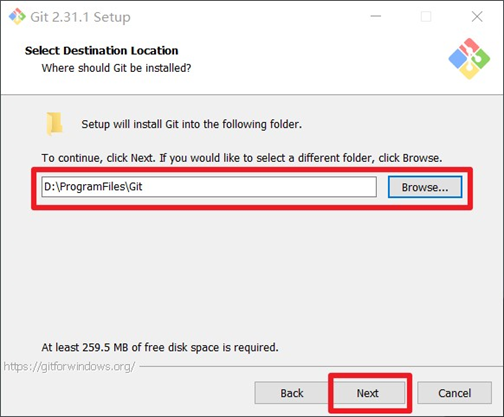 Git 2.31.1 Setup
Select Destination Location
Where should Git be installed?
Setup will install Git into the following folder.
To continue, click Next. If you would like to select a different folder, click Browse.
D:\ProgramFiles\Git
Browse...
At least 259.5 MB of free disk space is required.
https://gitforwindows.org/
Back
Next
Cancel